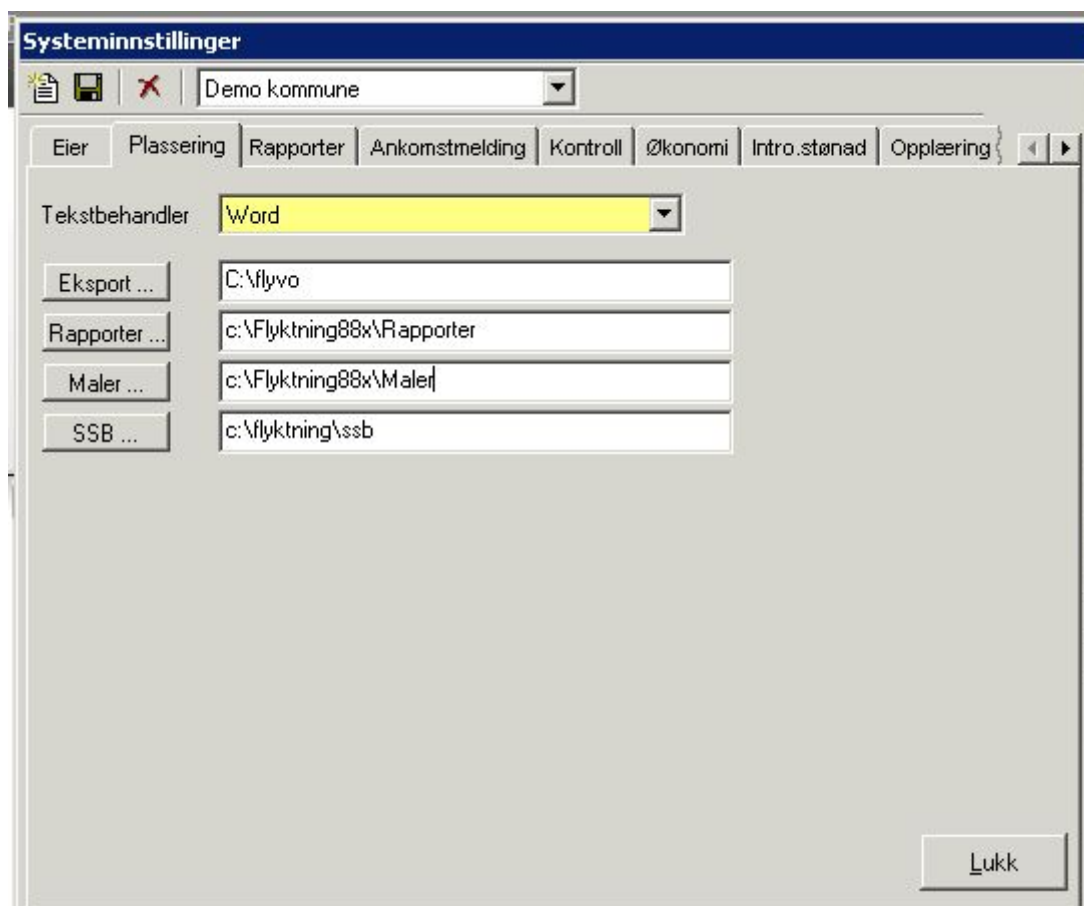 Systeminnstillinger
Demo kommune
Eier Plassering Rapporter Ankomstmelding Kontroll Økonomi Intro.stønad Opplæring
Tekstbehandler Word
Eksport ... C:\flyvo
Rapporter ... c:\Flyktning88x\Rapporter
Maler ... c:\Flyktning88x\Maler
SSB ... c:\flyktning\ssb
Lukk